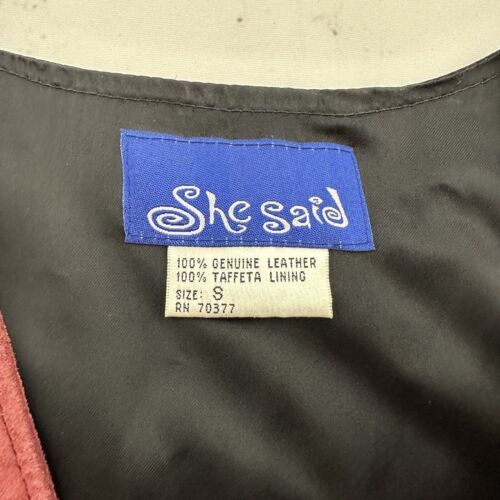 She said
100% GENUINE LEATHER
100% TAFFETA LINING
SIZE: S
RN 70377